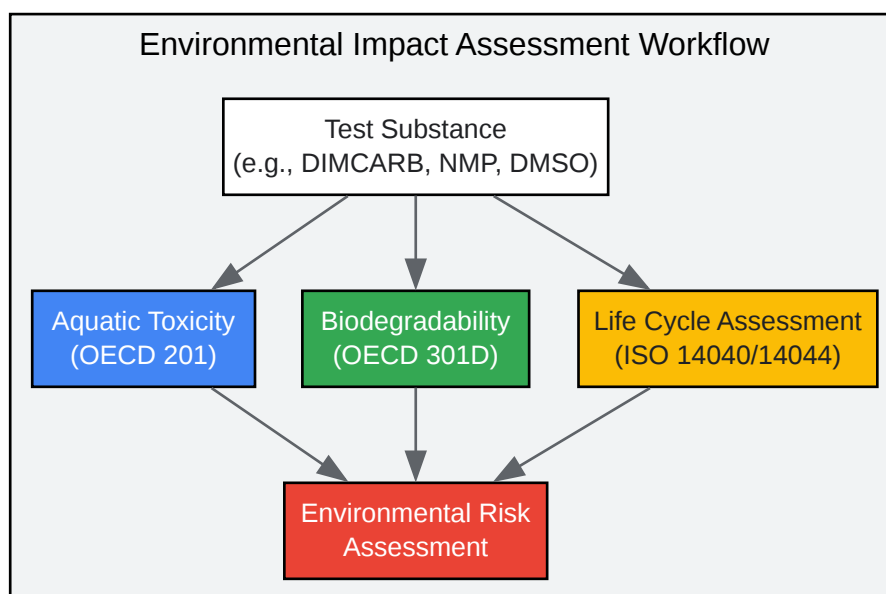 Environmental Impact Assessment Workflow
Test Substance
(e.g., DIMCARB, NMP, DMSO)
Aquatic Toxicity
(OECD 201)
Biodegradability
(OECD 301D)
Life Cycle Assessment
(ISO 14040/14044)
Environmental Risk
Assessment